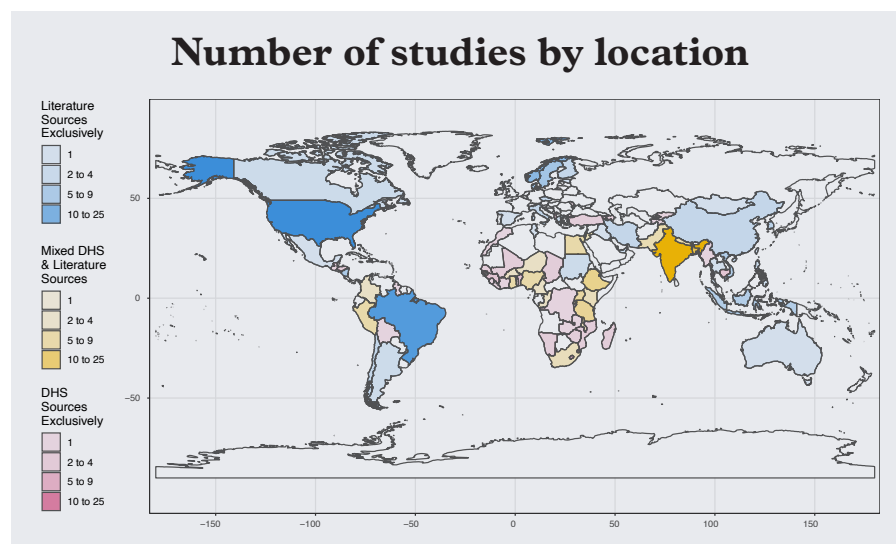 Number of studies by location
Literature
Sources
Exclusively
1
2 to 4
5 to 9
10 to 25
Mixed DHS
& Literature
Sources
1
2 to 4
5 to 9
10 to 25
DHS
Sources
Exclusively
1
2 to 4
5 to 9
10 to 25
50
0
−50
−150
−100
−50
0
50
100
150